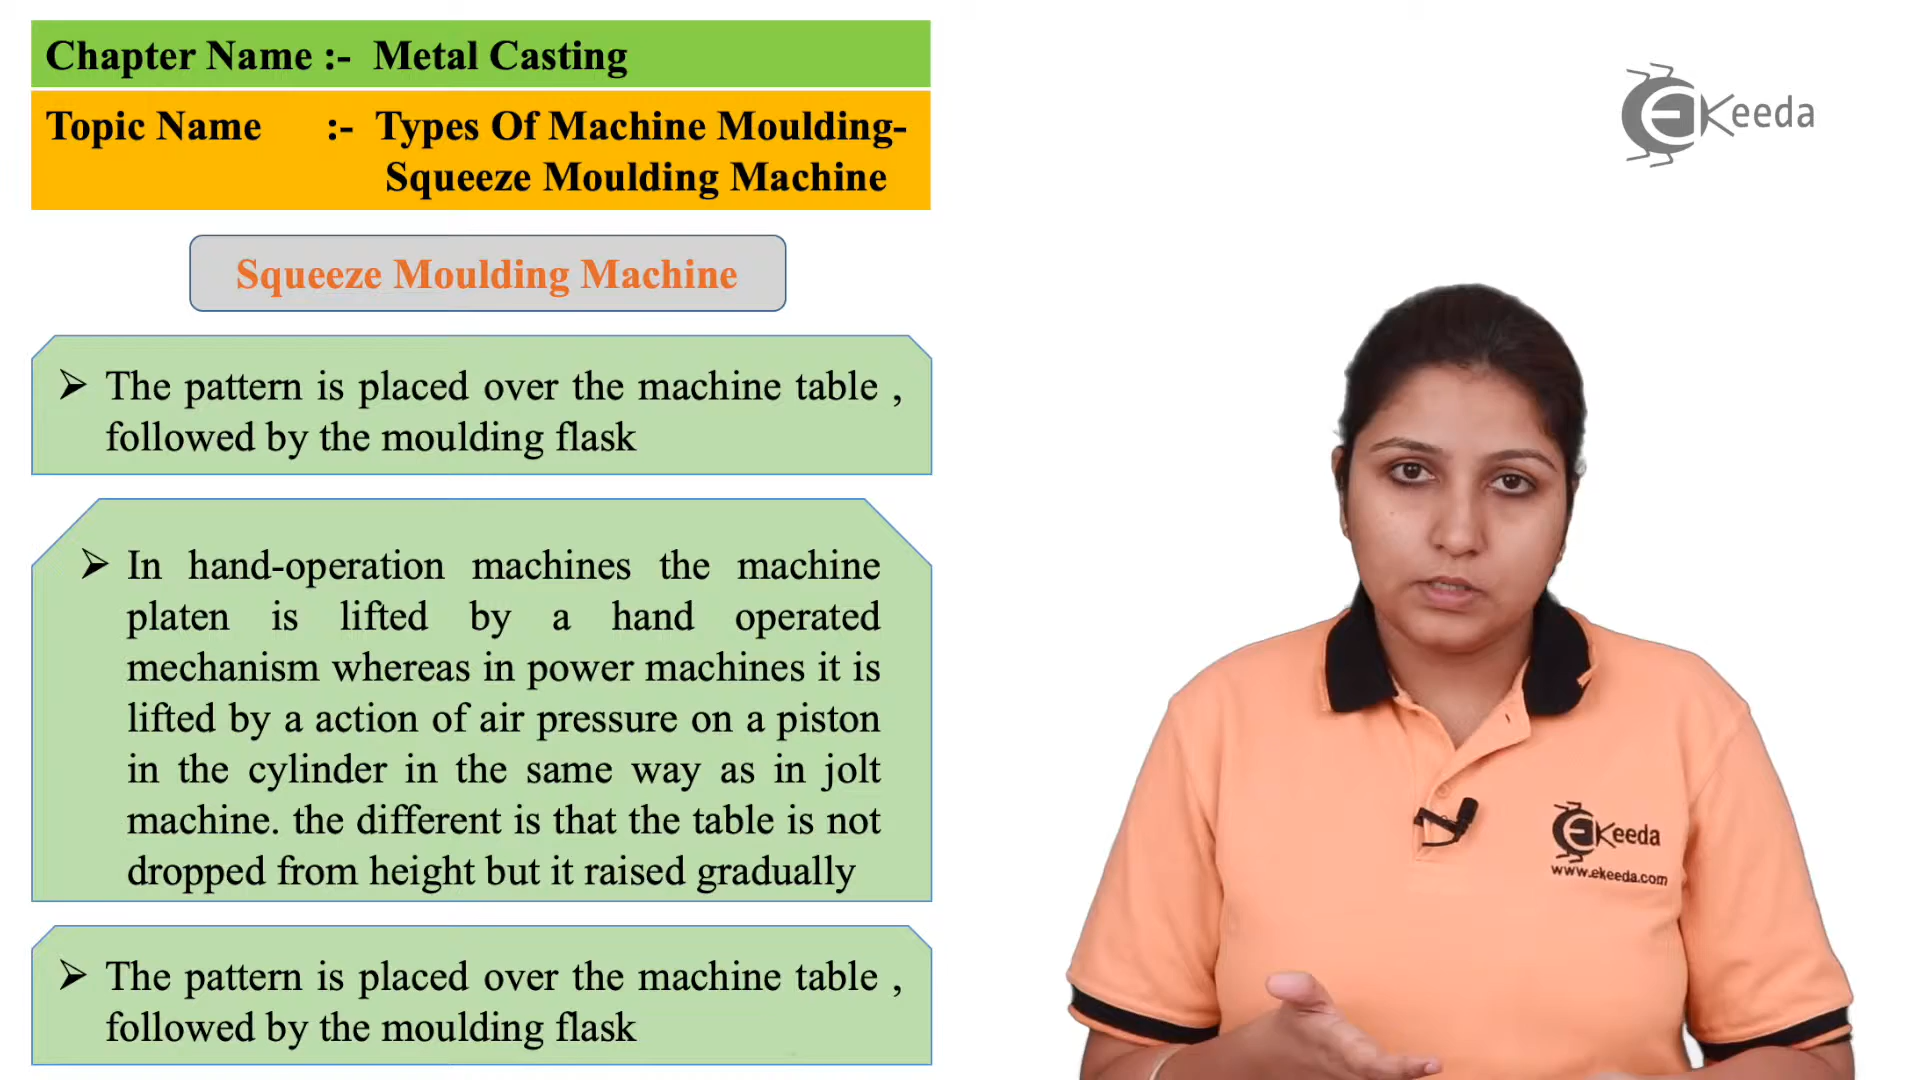 Chapter Name :- Metal Casting
Topic Name :- Types Of Machine Moulding-
Squeeze Moulding Machine
Keeda
Squeeze Moulding Machine
➢ The pattern is placed over the machine table ,
followed by the moulding flask
➢ In hand-operation machines the machine
platen is lifted by a hand operated
mechanism whereas in power machines it is
lifted by a action of air pressure on a piston
in the cylinder in the same way as in jolt
machine. the different is that the table is not
dropped from height but it raised gradually
➢ The pattern is placed over the machine table ,
followed by the moulding flask
EKeeda
www.ekeeda.com